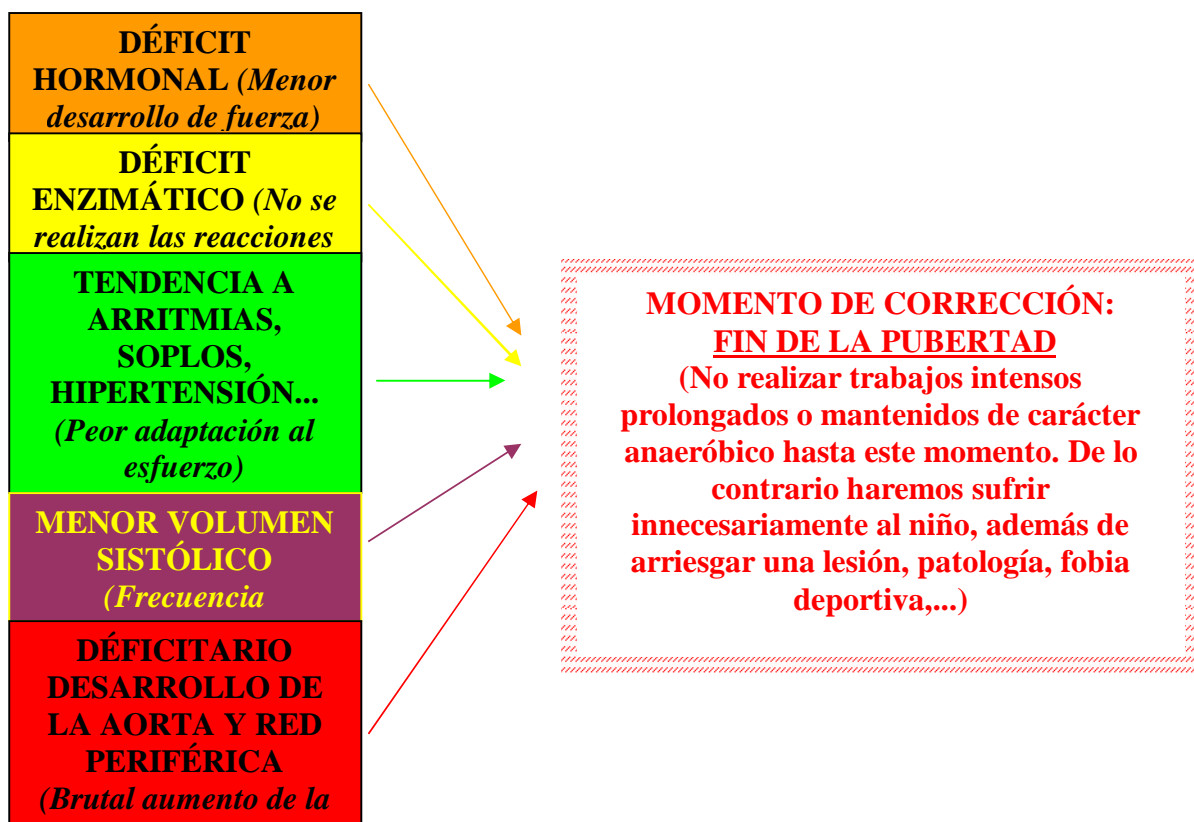 DÉFICIT
HORMONAL (Menor
desarrollo de fuerza)
DÉFICIT
ENZIMÁTICO (No se
realizan las reacciones
TENDENCIA A
ARRITMIAS,
SOPLOS,
HIPERTENSIÓN...
(Peor adaptación al
esfuerzo)
MENOR VOLUMEN
SISTÓLICO
(Frecuencia
DÉFICITARIO
DESARROLLO DE
LA AORTA Y RED
PERIFÉRICA
(Brutal aumento de la
MOMENTO DE CORRECCIÓN:
FIN DE LA PUBERTAD
(No realizar trabajos intensos
prolongados o mantenidos de carácter
anaeróbico hasta este momento. De lo
contrario haremos sufrir
innecesariamente al niño, además de
arriesgar una lesión, patología, fobia
deportiva,...)